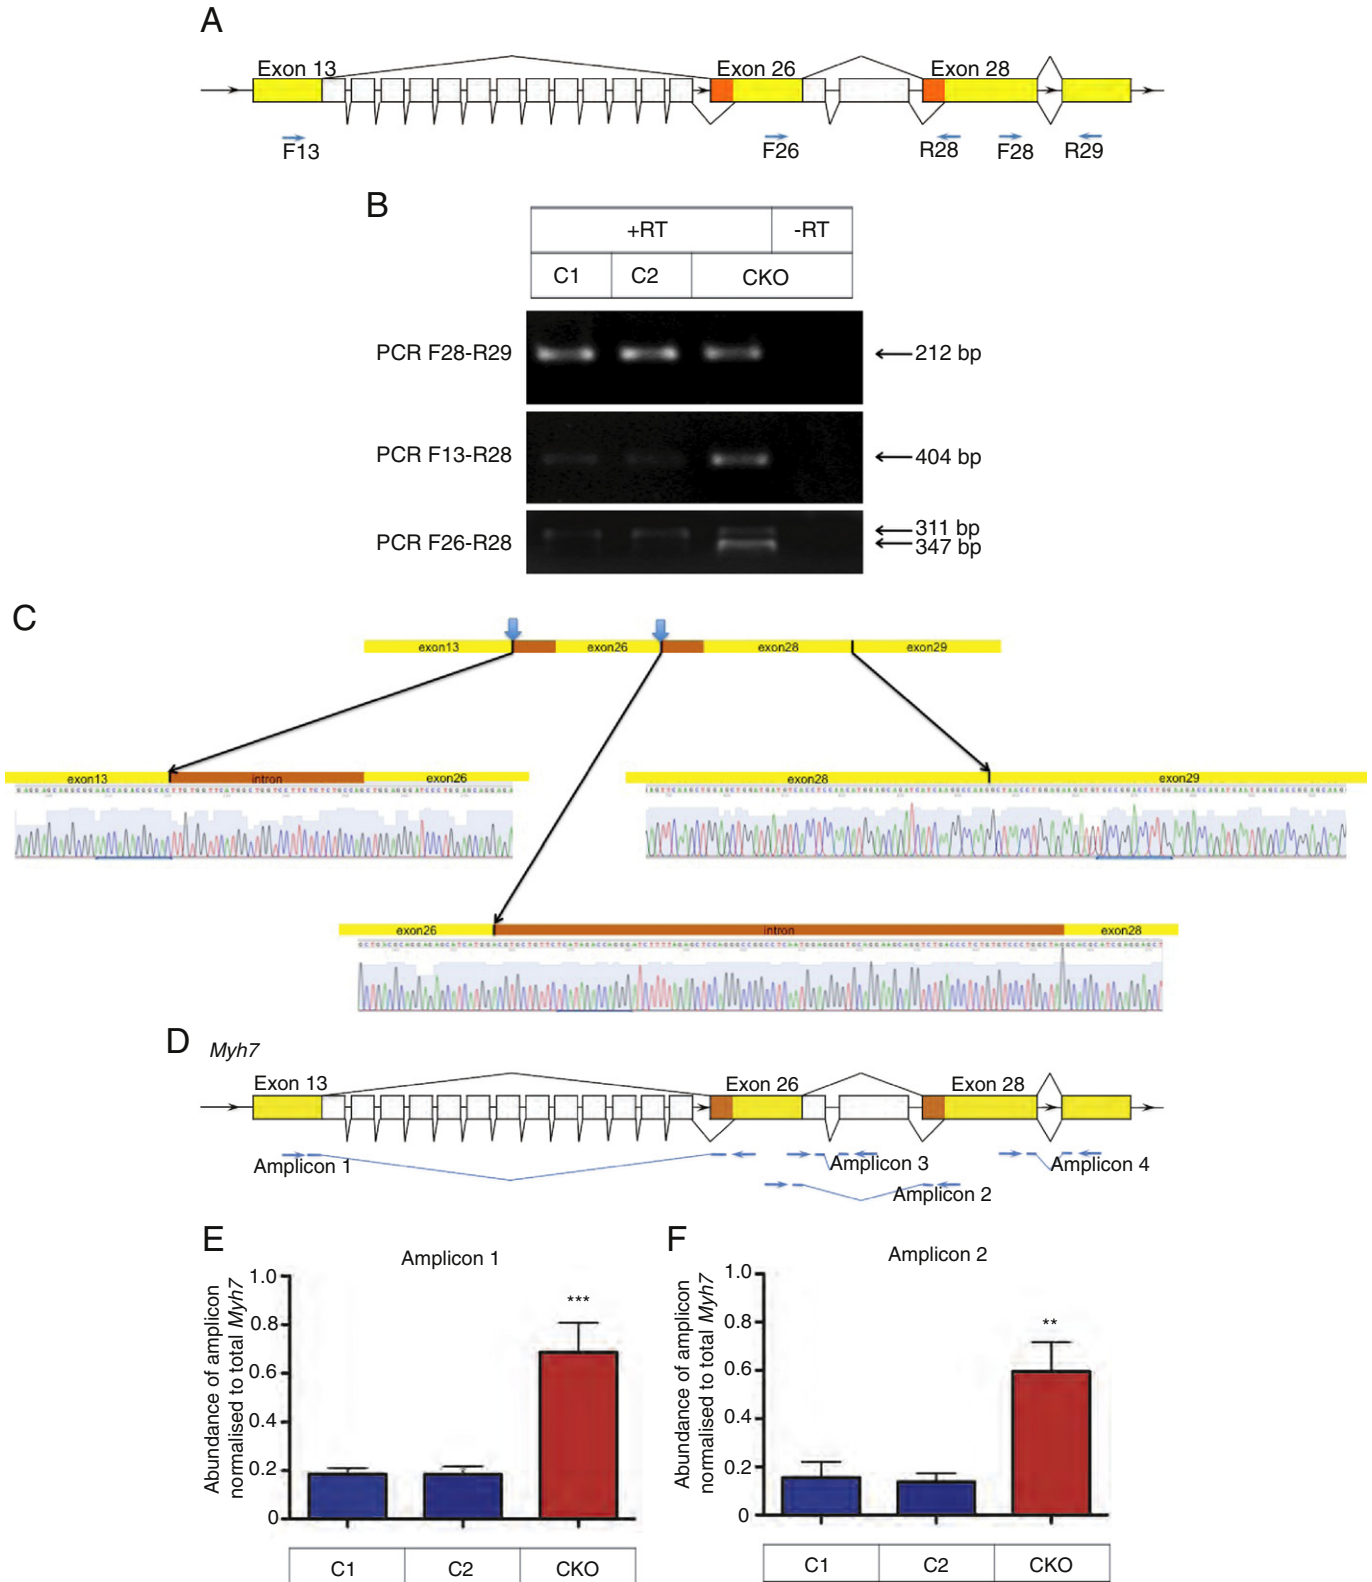 A
Exon 13
Exon 26
Exon 28
F13
F26
R28
F28
R29
B
+RT
-RT
C1
C2
CKO
PCR F28-R29
212 bp
PCR F13-R28
404 bp
PCR F26-R28
311 bp
347 bp
C
exon13
exon26
exon28
exon29
exon13
intron
exon26
exon28
exon29
exon26
intron
exon28
D
Myh7
Exon 13
Exon 26
Exon 28
Amplicon 1
Amplicon 3
Amplicon 4
Amplicon 2
E
Amplicon 1
Abundance of amplicon
normalised to total Myh7
1.0
0.8
0.6
0.4
0.2
0
***
C1
C2
CKO
F
Amplicon 2
Abundance of amplicon
normalised to total Myh7
1.0
0.8
0.6
0.4
0.2
0
**
C1
C2
CKO